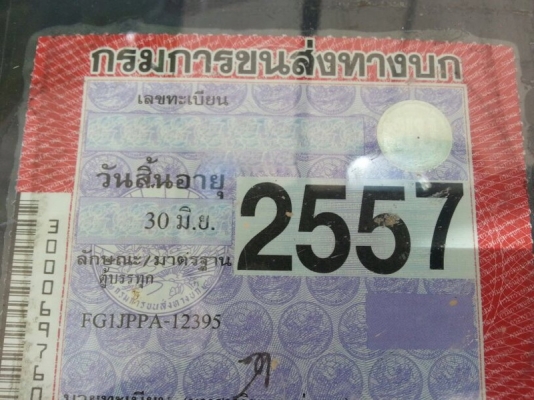 กรมการขนส่งทางบก
เลขทะเบียน
วันสิ้นอายุ
30 มิ.ย. 2557
ลักษณะ/มาตรฐาน
ตู้บรรทุก
FG1JPPA-12395
30006976